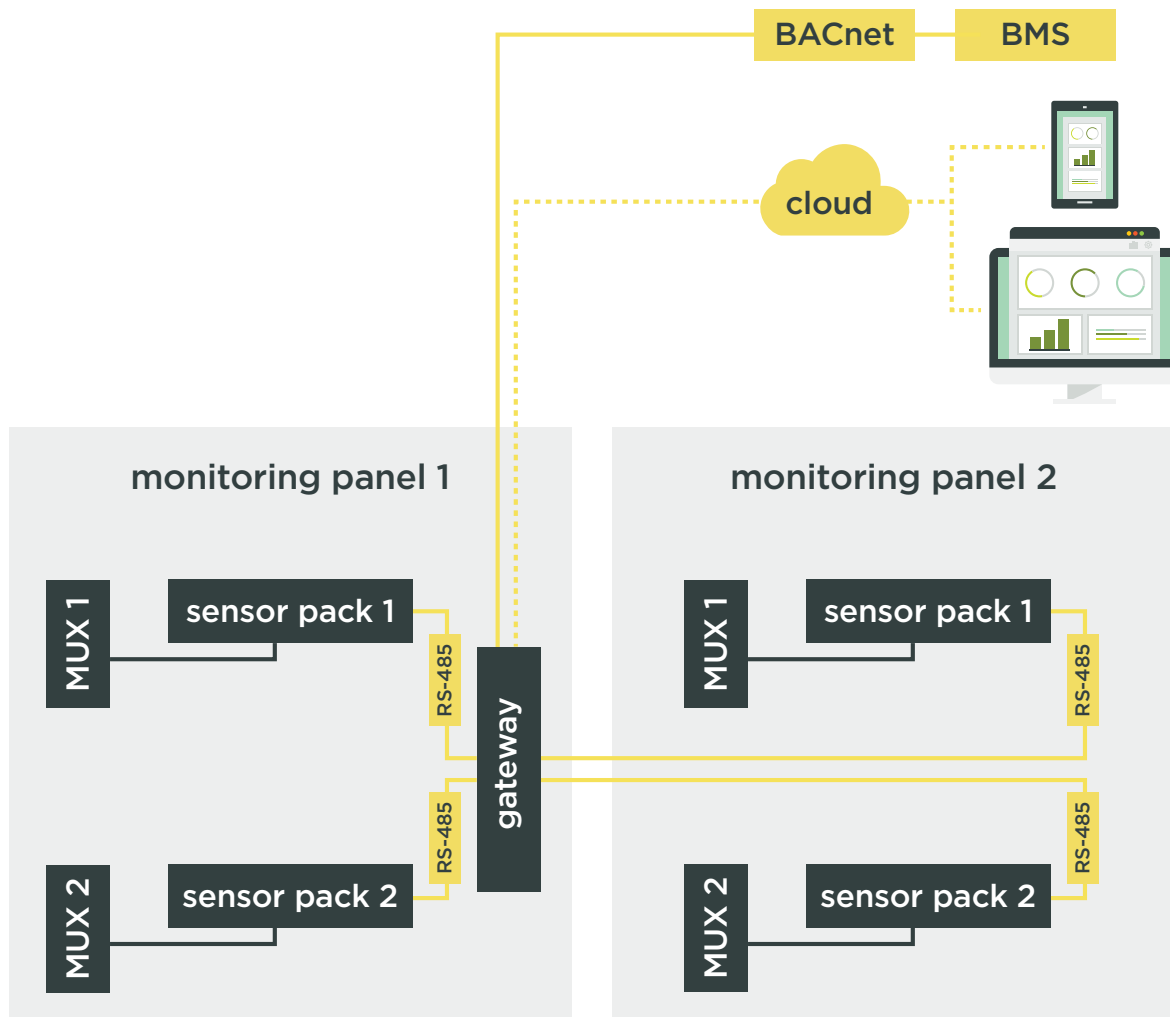 BACnet
BMS
cloud
monitoring panel 1
monitoring panel 2
MUX 1
sensor pack 1
RS-485
gateway
MUX 1
sensor pack 1
RS-485
MUX 2
sensor pack 2
RS-485
MUX 2
sensor pack 2
RS-485